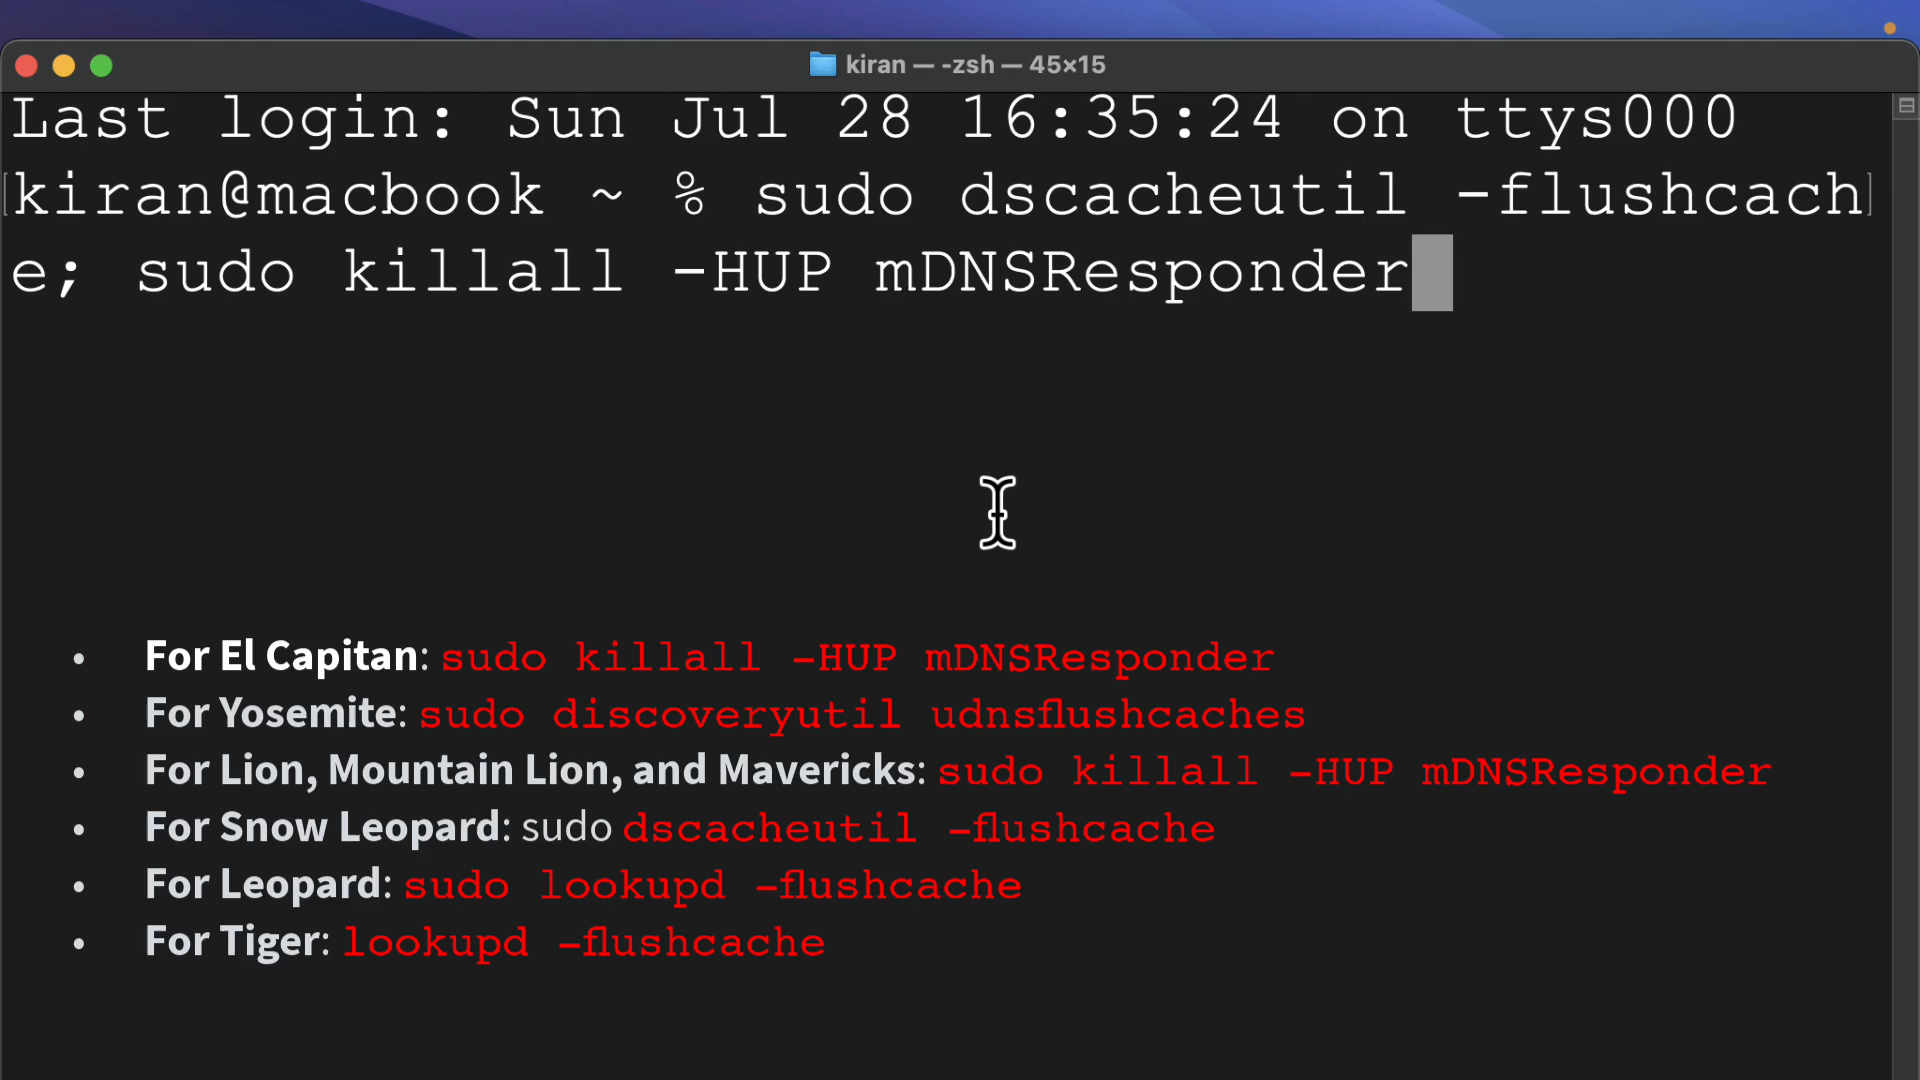 kiran — -zsh — 45×15
Last login: Sun Jul 28 16:35:24 on ttys000
kiran@macbook ~ % sudo dscacheutil -flushcach
e; sudo killall -HUP mDNSResponder
• For El Capitan: sudo killall -HUP mDNSResponder
• For Yosemite: sudo discoveryutil udnsflushcaches
• For Lion, Mountain Lion, and Mavericks: sudo killall -HUP mDNSResponder
• For Snow Leopard: sudo dscacheutil -flushcache
• For Leopard: sudo lookupd -flushcache
• For Tiger: lookupd -flushcache